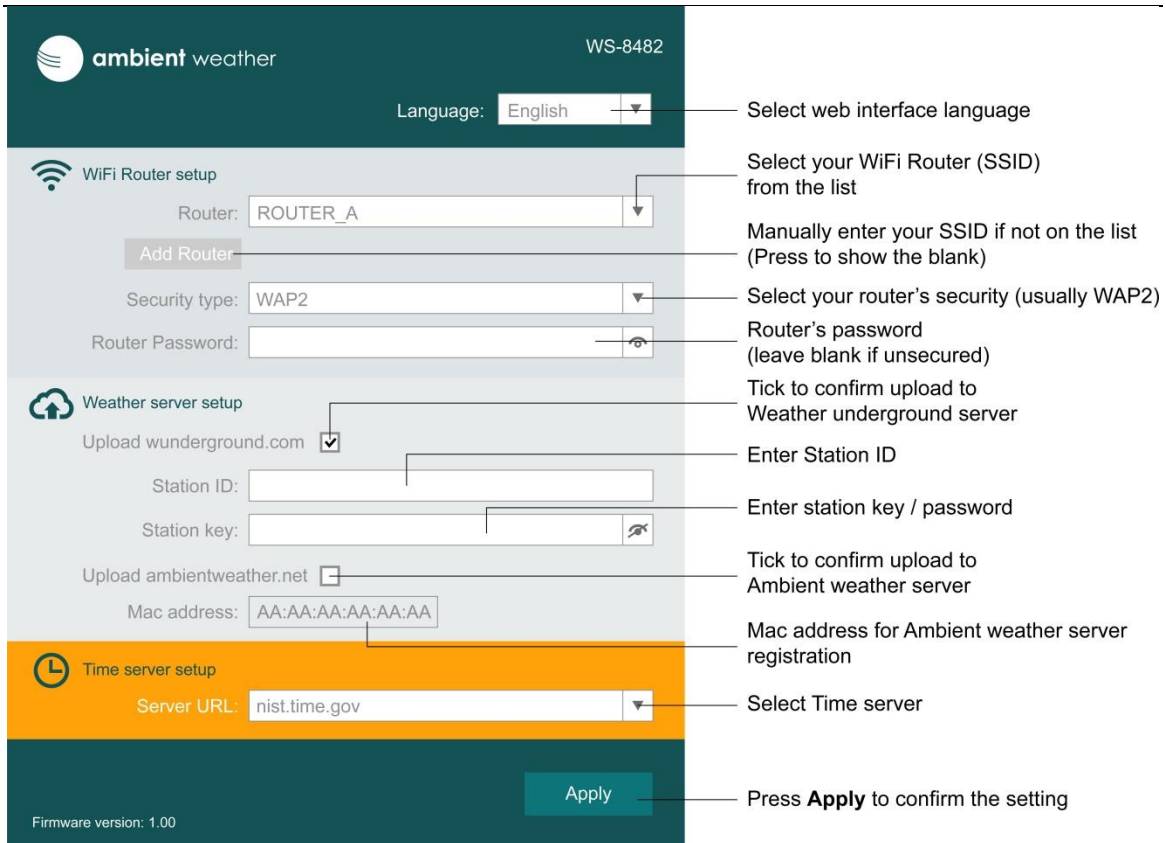 ambient weather
WS-8482
Language: English
Select web interface language
WiFi Router setup
Select your WiFi Router (SSID)
from the list
Router: ROUTER_A
Add Router
Manually enter your SSID if not on the list
(Press to show the blank)
Security type: WAP2
Select your router's security (usually WAP2)
Router Password:
Router's password
(leave blank if unsecured)
Weather server setup
Tick to confirm upload to
Weather underground server
Upload wunderground.com
Station ID:
Enter Station ID
Station key:
Enter station key / password
Upload ambientweather.net
Tick to confirm upload to
Ambient weather server
Mac address: AA:AA:AA:AA:AA:AA
Mac address for Ambient weather server
registration
Time server setup
Server URL: nist.time.gov
Select Time server
Apply
Press Apply to confirm the setting
Firmware version: 1.00